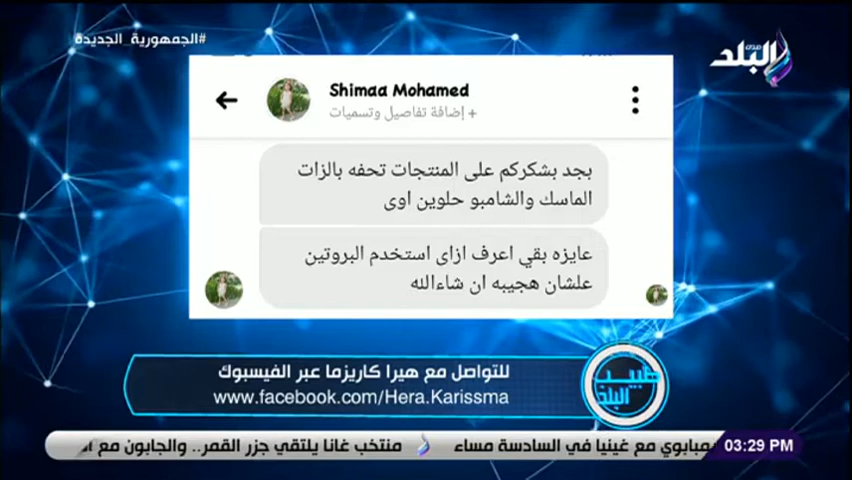 #الجمهورية_الجديدة
صدى
البلد
Shimaa Mohamed
+ إضافة تفاصيل وتسميات
بجد بشكركم على المنتجات تحفه بالزات
الماسك والشامبو حلوين اوى
عايزه بقي اعرف ازاى استخدم البروتين
علشان هجيبه ان شاءالله
للتواصل مع هيرا كاريزما عبر الفيسبوك
www.facebook.com/Hera.Karissma
طبيب
البلد
مبابوي مع غينيا في السادسة مساء
منتخب غانا يلتقي جزر القمر.. والجابون مع
03:29 PM